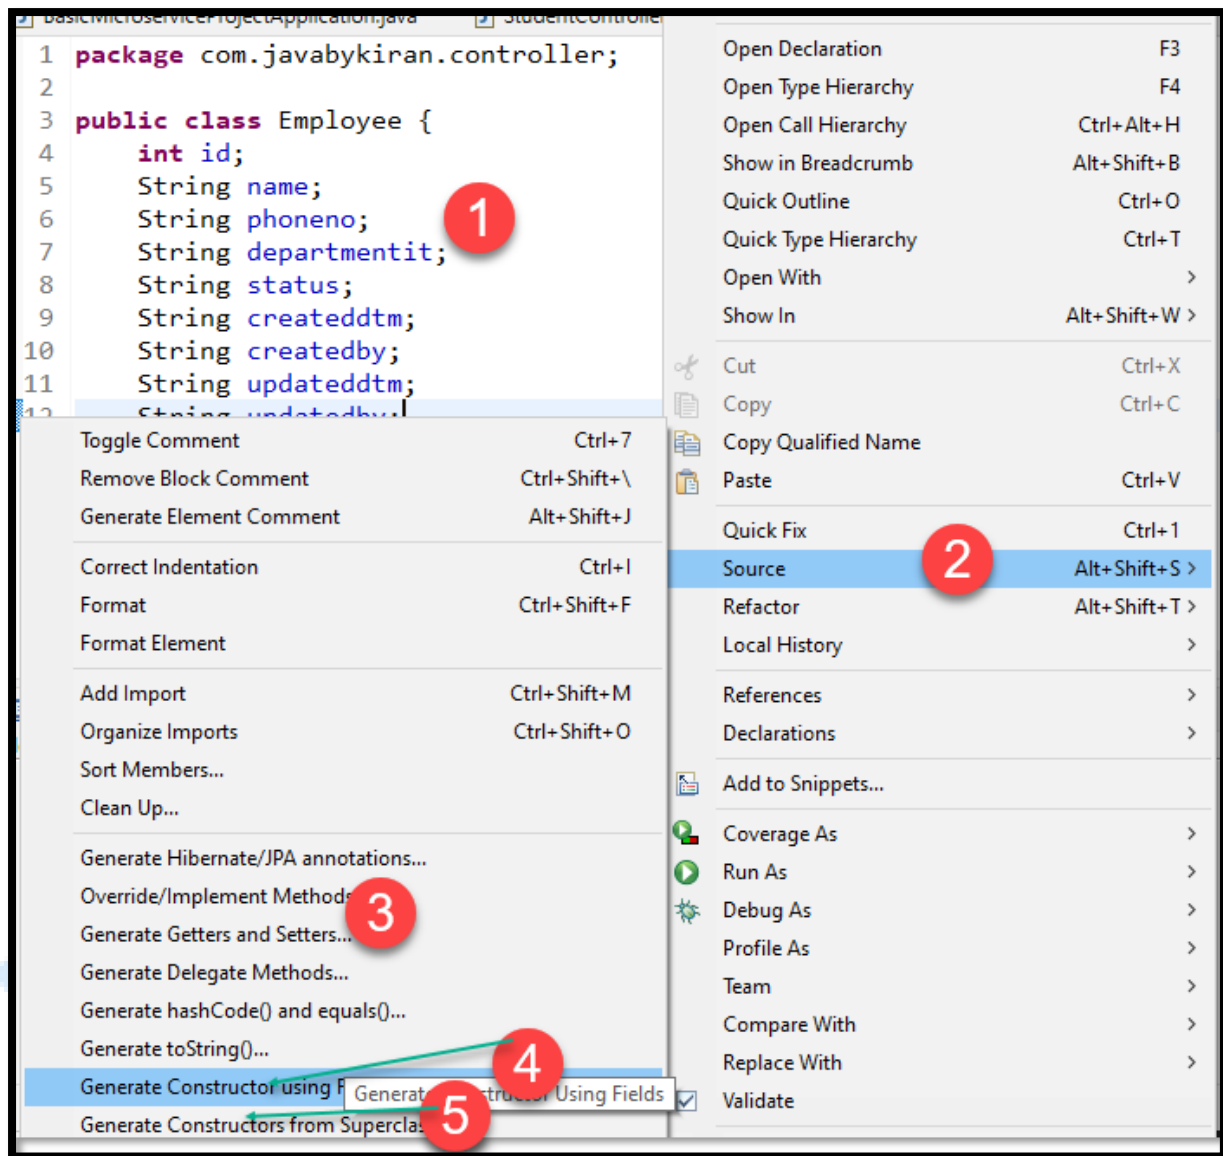 BasicMicroserviceProjectApplication.java StudentController
1 package com.javabykiran.controller;
2
3 public class Employee {
4 int id;
5 String name;
6 String phoneno;
7 String departmentit;
8 String status;
9 String createddtm;
10 String createdby;
11 String updateddtm;
12 String updatedby;
1
Toggle Comment Ctrl+7
Remove Block Comment Ctrl+Shift+\
Generate Element Comment Alt+Shift+J
Correct Indentation Ctrl+I
Format Ctrl+Shift+F
Format Element
Add Import Ctrl+Shift+M
Organize Imports Ctrl+Shift+O
Sort Members...
Clean Up...
Generate Hibernate/JPA annotations...
Override/Implement Methods
3
Generate Getters and Setters...
Generate Delegate Methods...
Generate hashCode() and equals()...
Generate toString()...
4
Generate Constructor using F
Generate Constructor Using Fields
5
Generate Constructors from Superclas
Open Declaration F3
Open Type Hierarchy F4
Open Call Hierarchy Ctrl+Alt+H
Show in Breadcrumb Alt+Shift+B
Quick Outline Ctrl+O
Quick Type Hierarchy Ctrl+T
Open With >
Show In Alt+Shift+W >
Cut Ctrl+X
Copy Ctrl+C
Copy Qualified Name
Paste Ctrl+V
Quick Fix Ctrl+1
2
Source Alt+Shift+S >
Refactor Alt+Shift+T >
Local History >
References >
Declarations >
Add to Snippets...
Coverage As >
Run As >
Debug As >
Profile As >
Team >
Compare With >
Replace With >
Validate